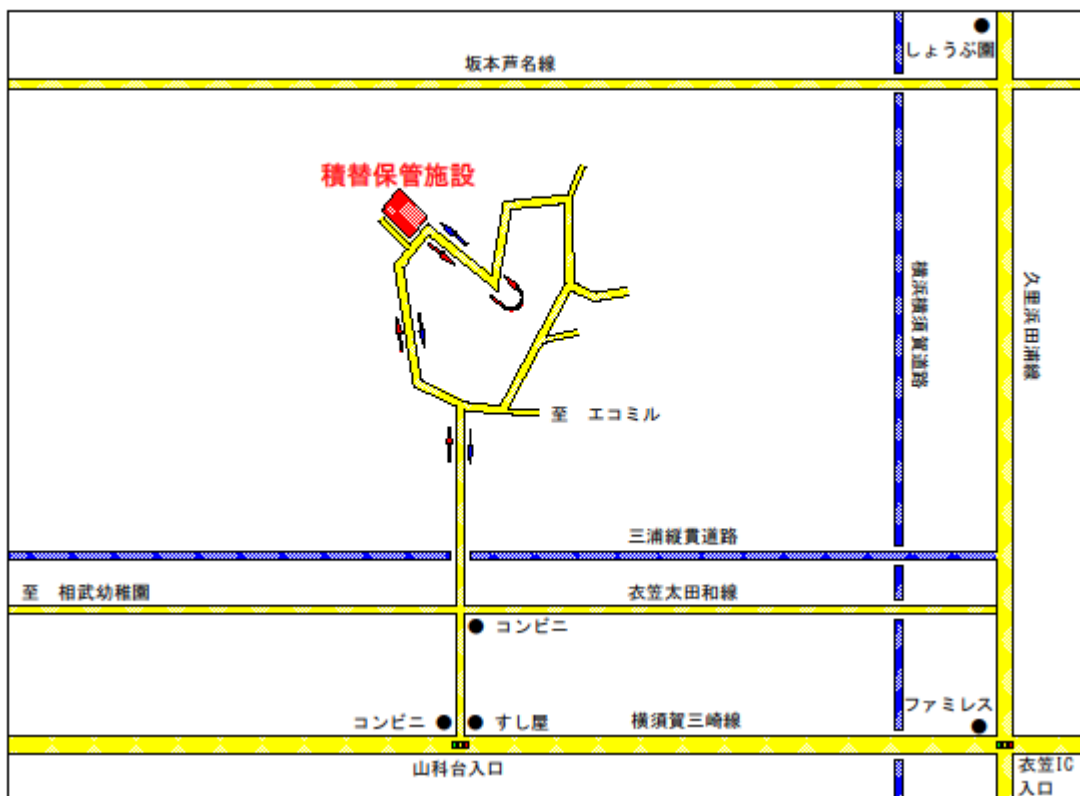 しょうぶ園
坂本芦名線
積替保管施設
横浜横須賀道路
久里浜田浦線
至　エコミル
三浦縦貫道路
至　相武幼稚園
衣笠太田和線
コンビニ
ファミレス
コンビニ
すし屋
横須賀三崎線
山科台入口
衣笠IC
入口